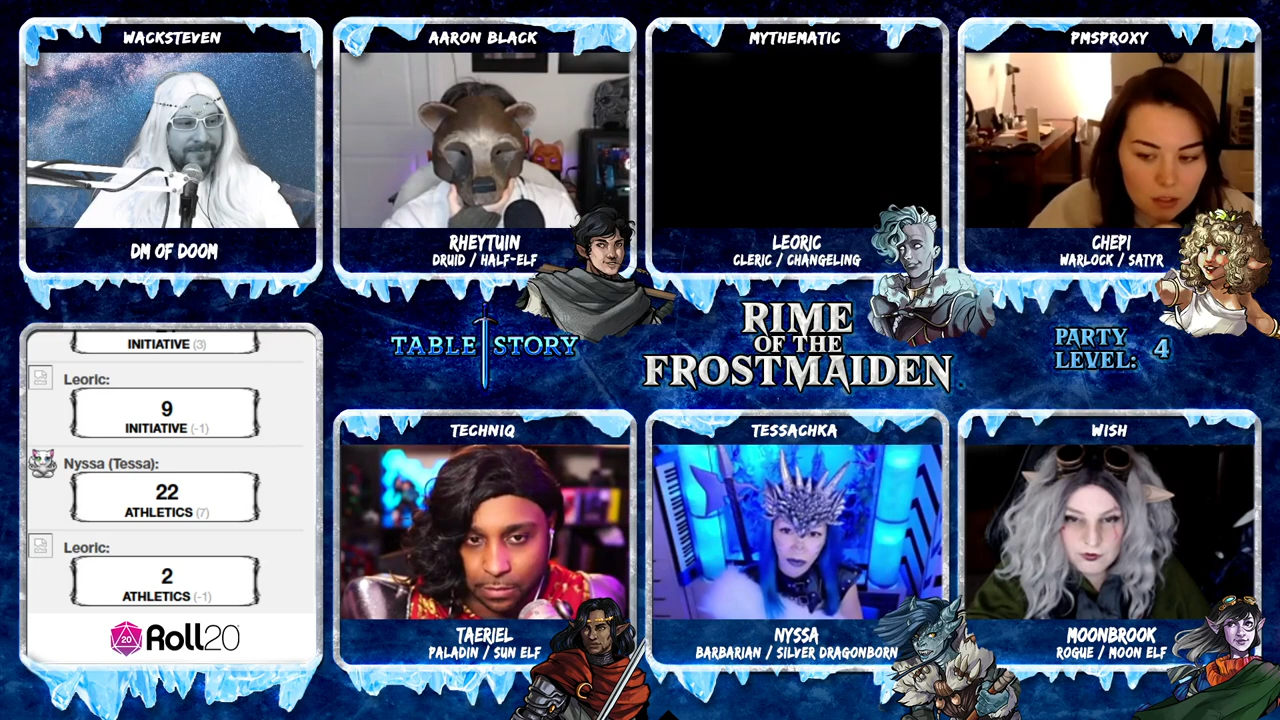 WACKSTEVEN
DM OF DOOM
AARON BLACK
RHEYTUIN
DRUID / HALF-ELF
MYTHEMATIC
LEORIC
CLERIC / CHANGELING
PMSPROXY
CHEPI
WARLOCK / SATYR
INITIATIVE (3)
Leoric:
9
INITIATIVE (-1)
Nyssa (Tessa):
22
ATHLETICS (7)
Leoric:
2
ATHLETICS (-1)
20
Roll20
TABLE STORY
RIME
OF THE
FROSTMAIDEN
PARTY
LEVEL: 4
TECHNIQ
TAERIEL
PALADIN / SUN ELF
TESSACHKA
NYSSA
BARBARIAN / SILVER DRAGONBORN
WISH
MOONBROOK
ROGUE / MOON ELF